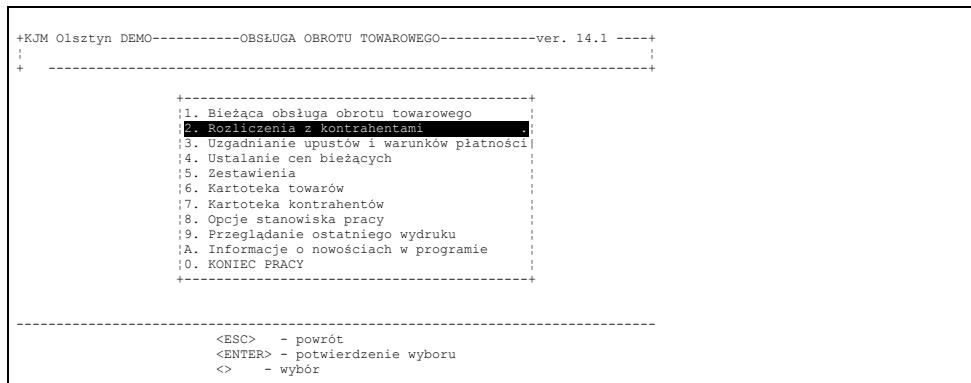 +KJM Olsztyn DEMO-----------OBSŁUGA OBROTU TOWAROWEGO------------ver. 14.1 ----+
¦ ¦
+ ---------------------------------------------------------------------------+
+-------------------------------------------+
¦1. Bieżąca obsługa obrotu towarowego ¦
¦2. Rozliczenia z kontrahentami .¦
¦3. Uzgadnianie upustów i warunków płatności|
¦4. Ustalanie cen bieżących ¦
¦5. Zestawienia ¦
¦6. Kartoteka towarów ¦
¦7. Kartoteka kontrahentów ¦
¦8. Opcje stanowiska pracy ¦
¦9. Przeglądanie ostatniego wydruku ¦
¦A. Informacje o nowościach w programie ¦
¦0. KONIEC PRACY ¦
+-------------------------------------------+
--------------------------------------------------------------------------------
<ESC> - powrót
<ENTER> - potwierdzenie wyboru
<> - wybór